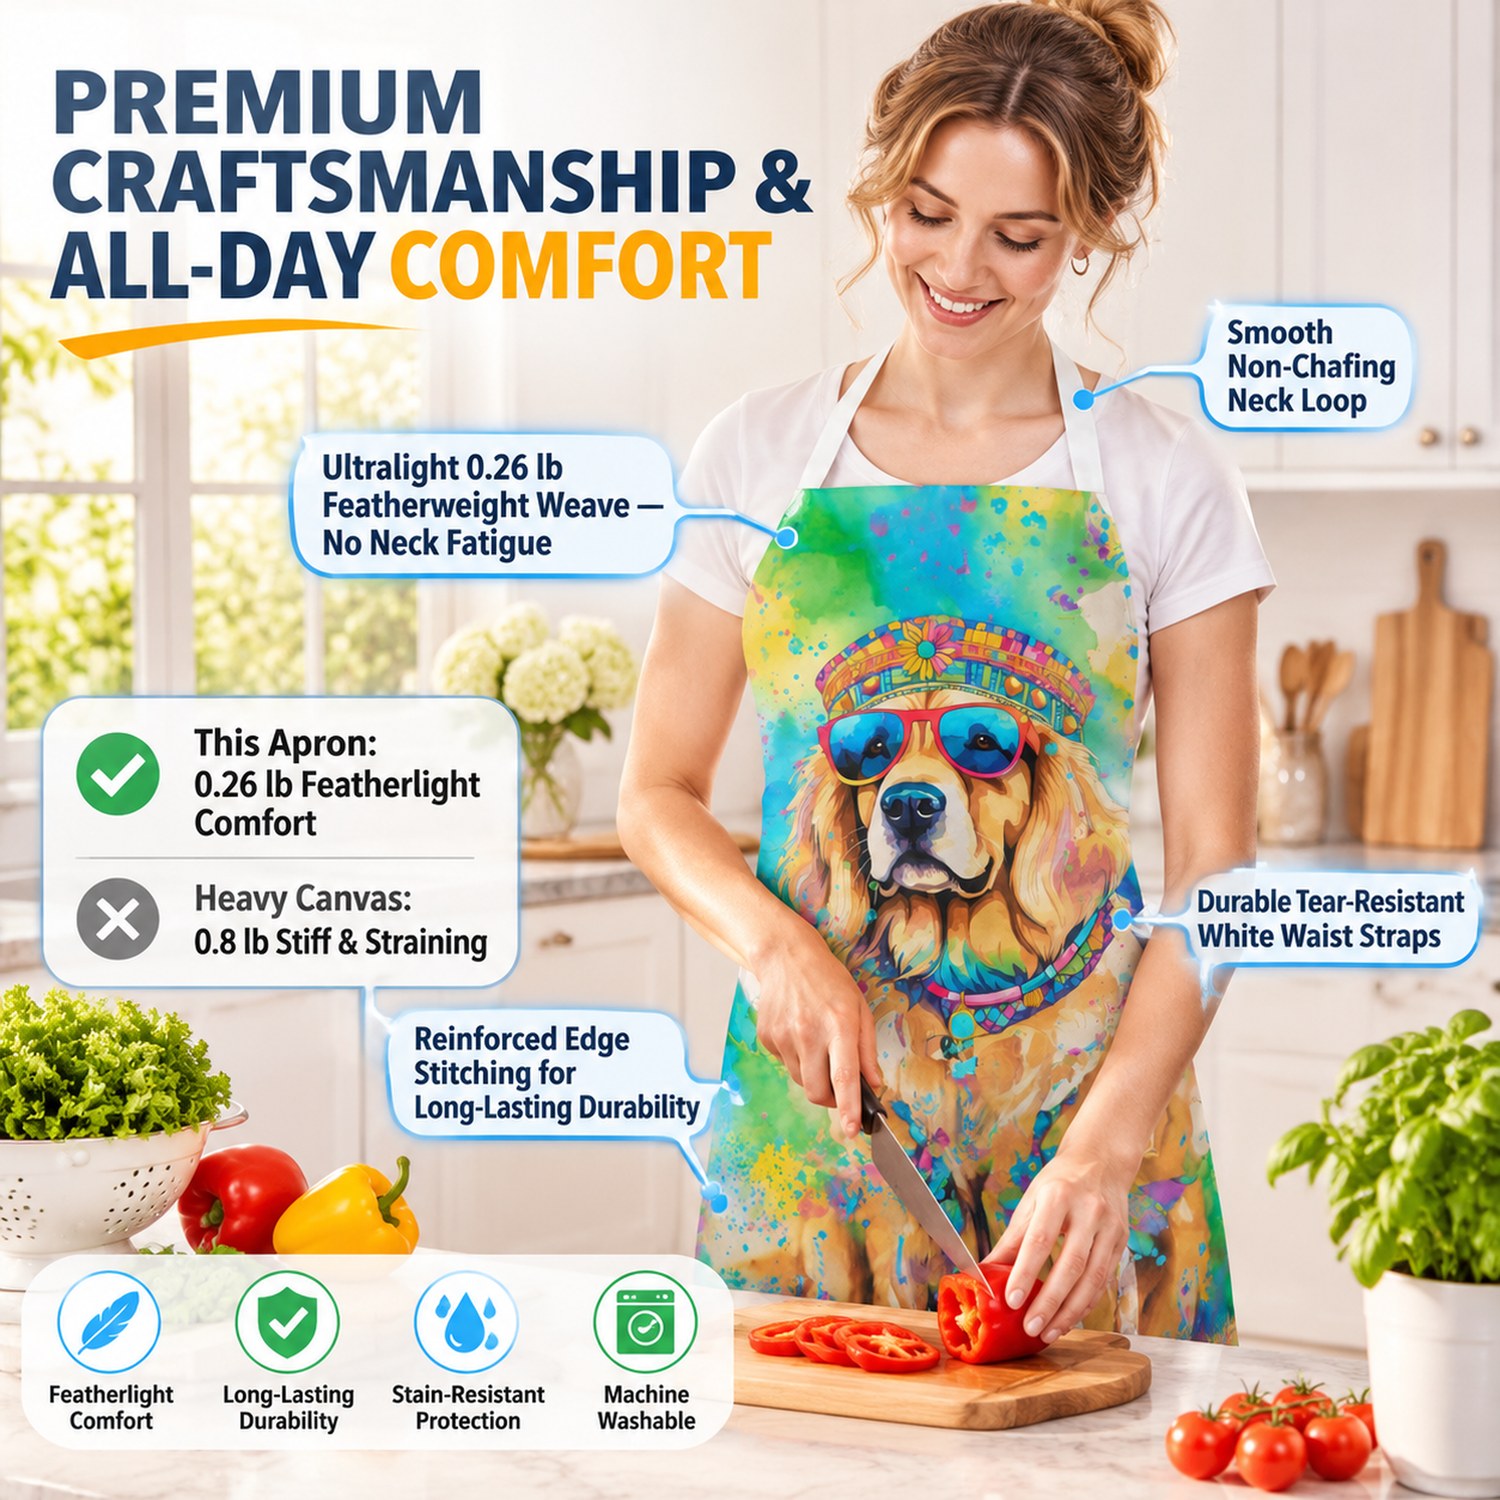 PREMIUM
CRAFTSMANSHIP &
ALL-DAY COMFORT
Smooth
Non-Chafing
Neck Loop
Ultralight 0.26 lb
Featherweight Weave —
No Neck Fatigue
This Apron:
0.26 lb Featherlight
Comfort
Heavy Canvas:
0.8 lb Stiff & Straining
Durable Tear-Resistant
White Waist Straps
Reinforced Edge
Stitching for
Long-Lasting Durability
Featherlight
Comfort
Long-Lasting
Durability
Stain-Resistant
Protection
Machine
Washable